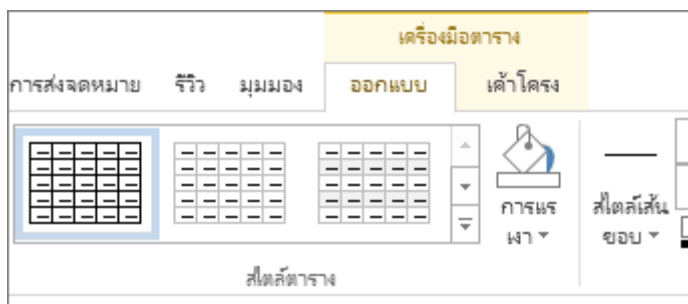 เครื่องมือตาราง
การส่งจดหมาย รีวิว มุมมอง ออกแบบ เค้าโครง
การแร
เงา
สไตล์เส้น
ขอบ
สไตล์ตาราง